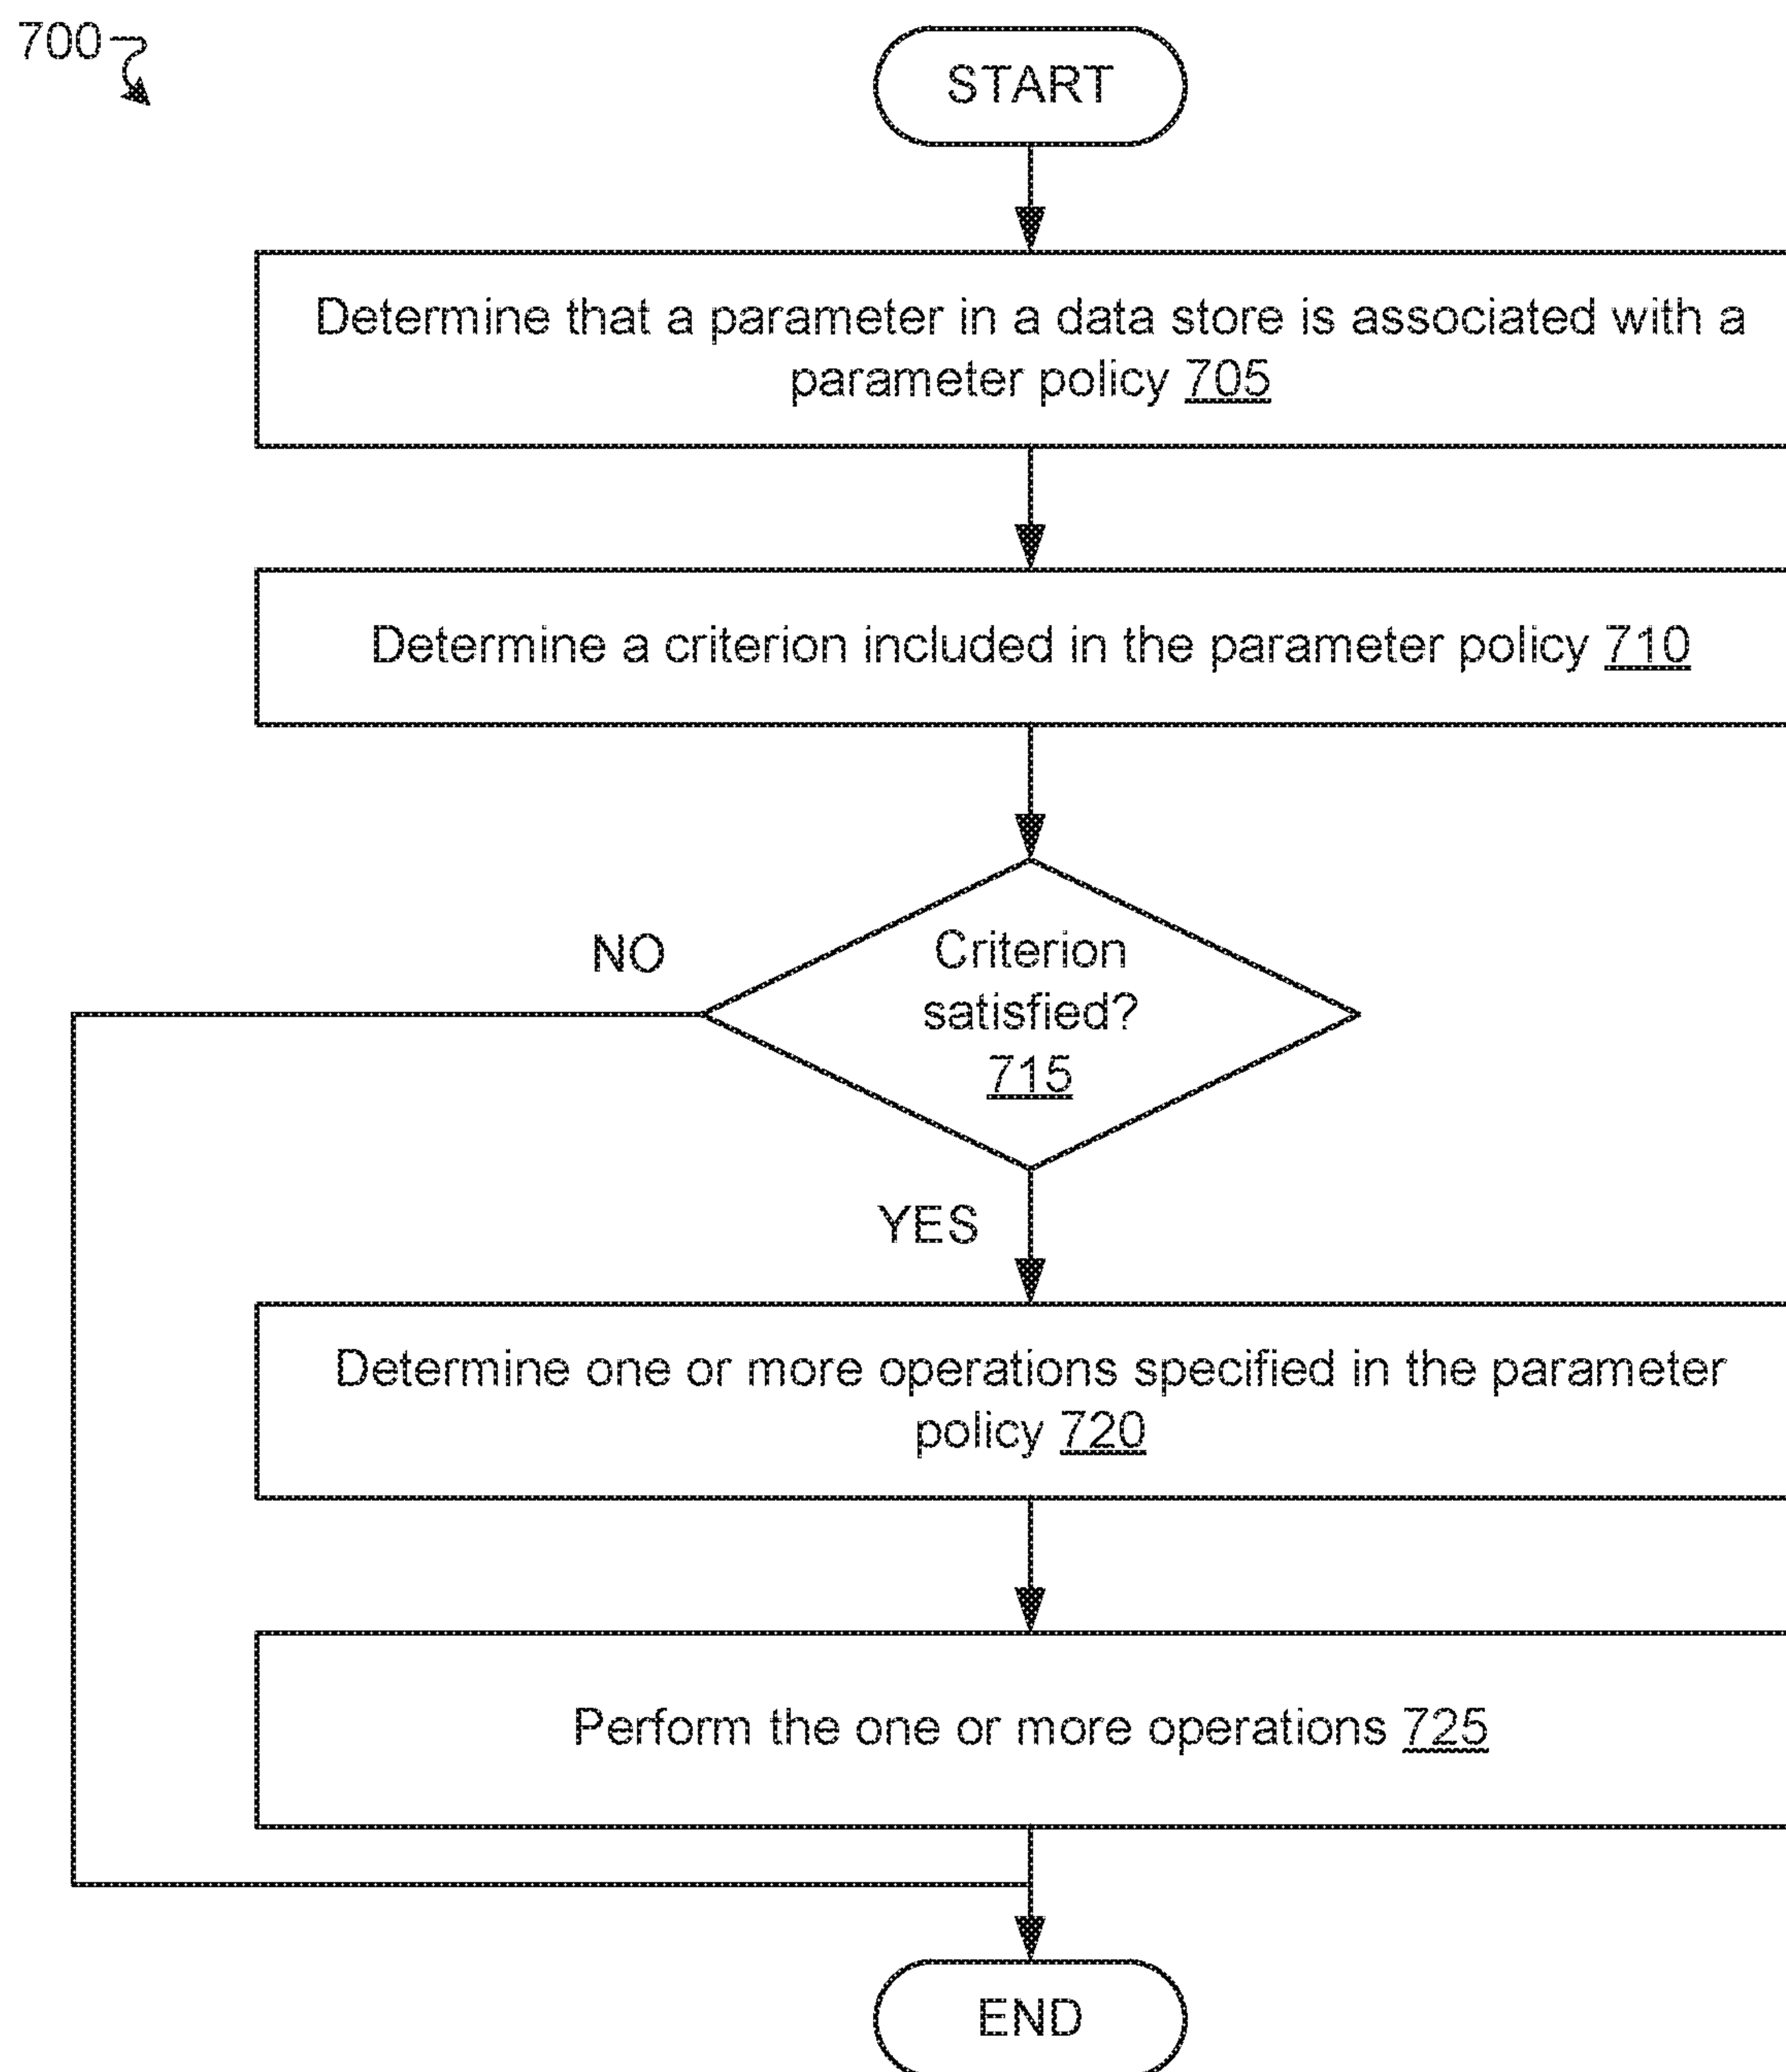 700
START
Determine that a parameter in a data store is associated with a
parameter policy 705
Determine a criterion included in the parameter policy 710
Criterion
satisfied?
715
NO
YES
Determine one or more operations specified in the parameter
policy 720
Perform the one or more operations 725
END